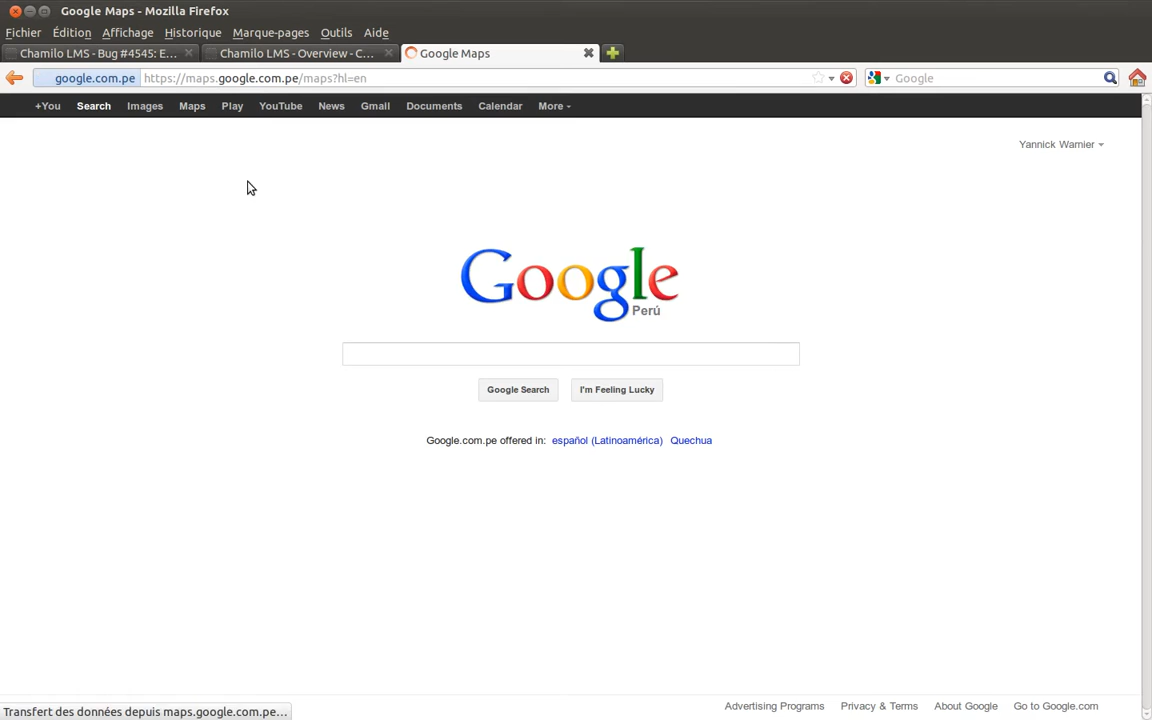 Google Maps - Mozilla Firefox
Fichier Édition Affichage Historique Marque-pages Outils Aide
Chamilo LMS - Bug #4545: E... Chamilo LMS - Overview - C... Google Maps
google.com.pe https://maps.google.com.pe/maps?hl=en Google
+You Search Images Maps Play YouTube News Gmail Documents Calendar More
Yannick Warnier
Google
Perú
Google Search I'm Feeling Lucky
Google.com.pe offered in: español (Latinoamérica) Quechua
Advertising Programs Privacy & Terms About Google Go to Google.com
Transfert des données depuis maps.google.com.pe...